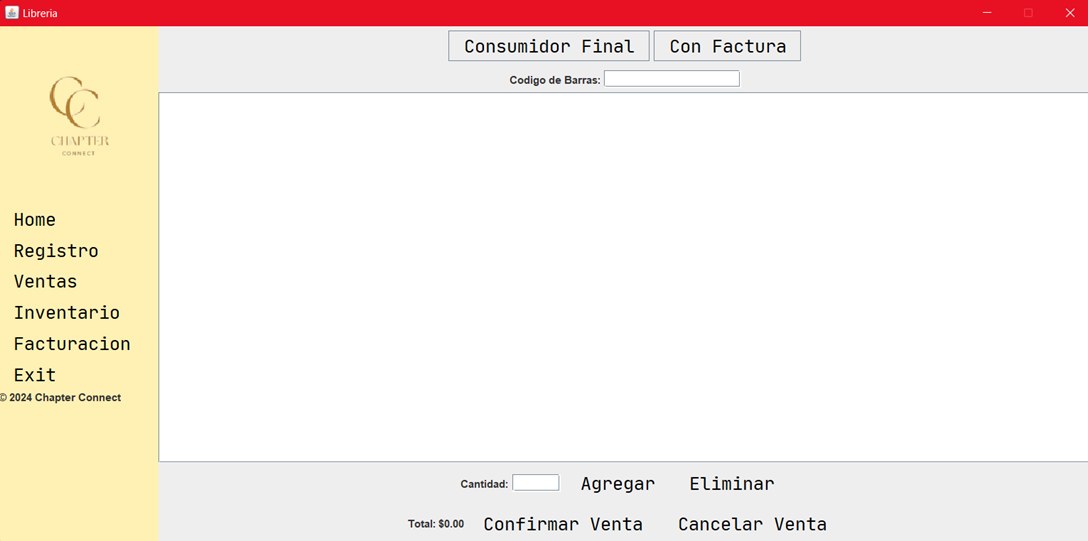 Libreria
CC
CHAPTER
CONNECT
Home
Registro
Ventas
Inventario
Facturacion
Exit
© 2024 Chapter Connect
Consumidor Final Con Factura
Codigo de Barras:
Cantidad: Agregar Eliminar
Total: $0.00 Confirmar Venta Cancelar Venta